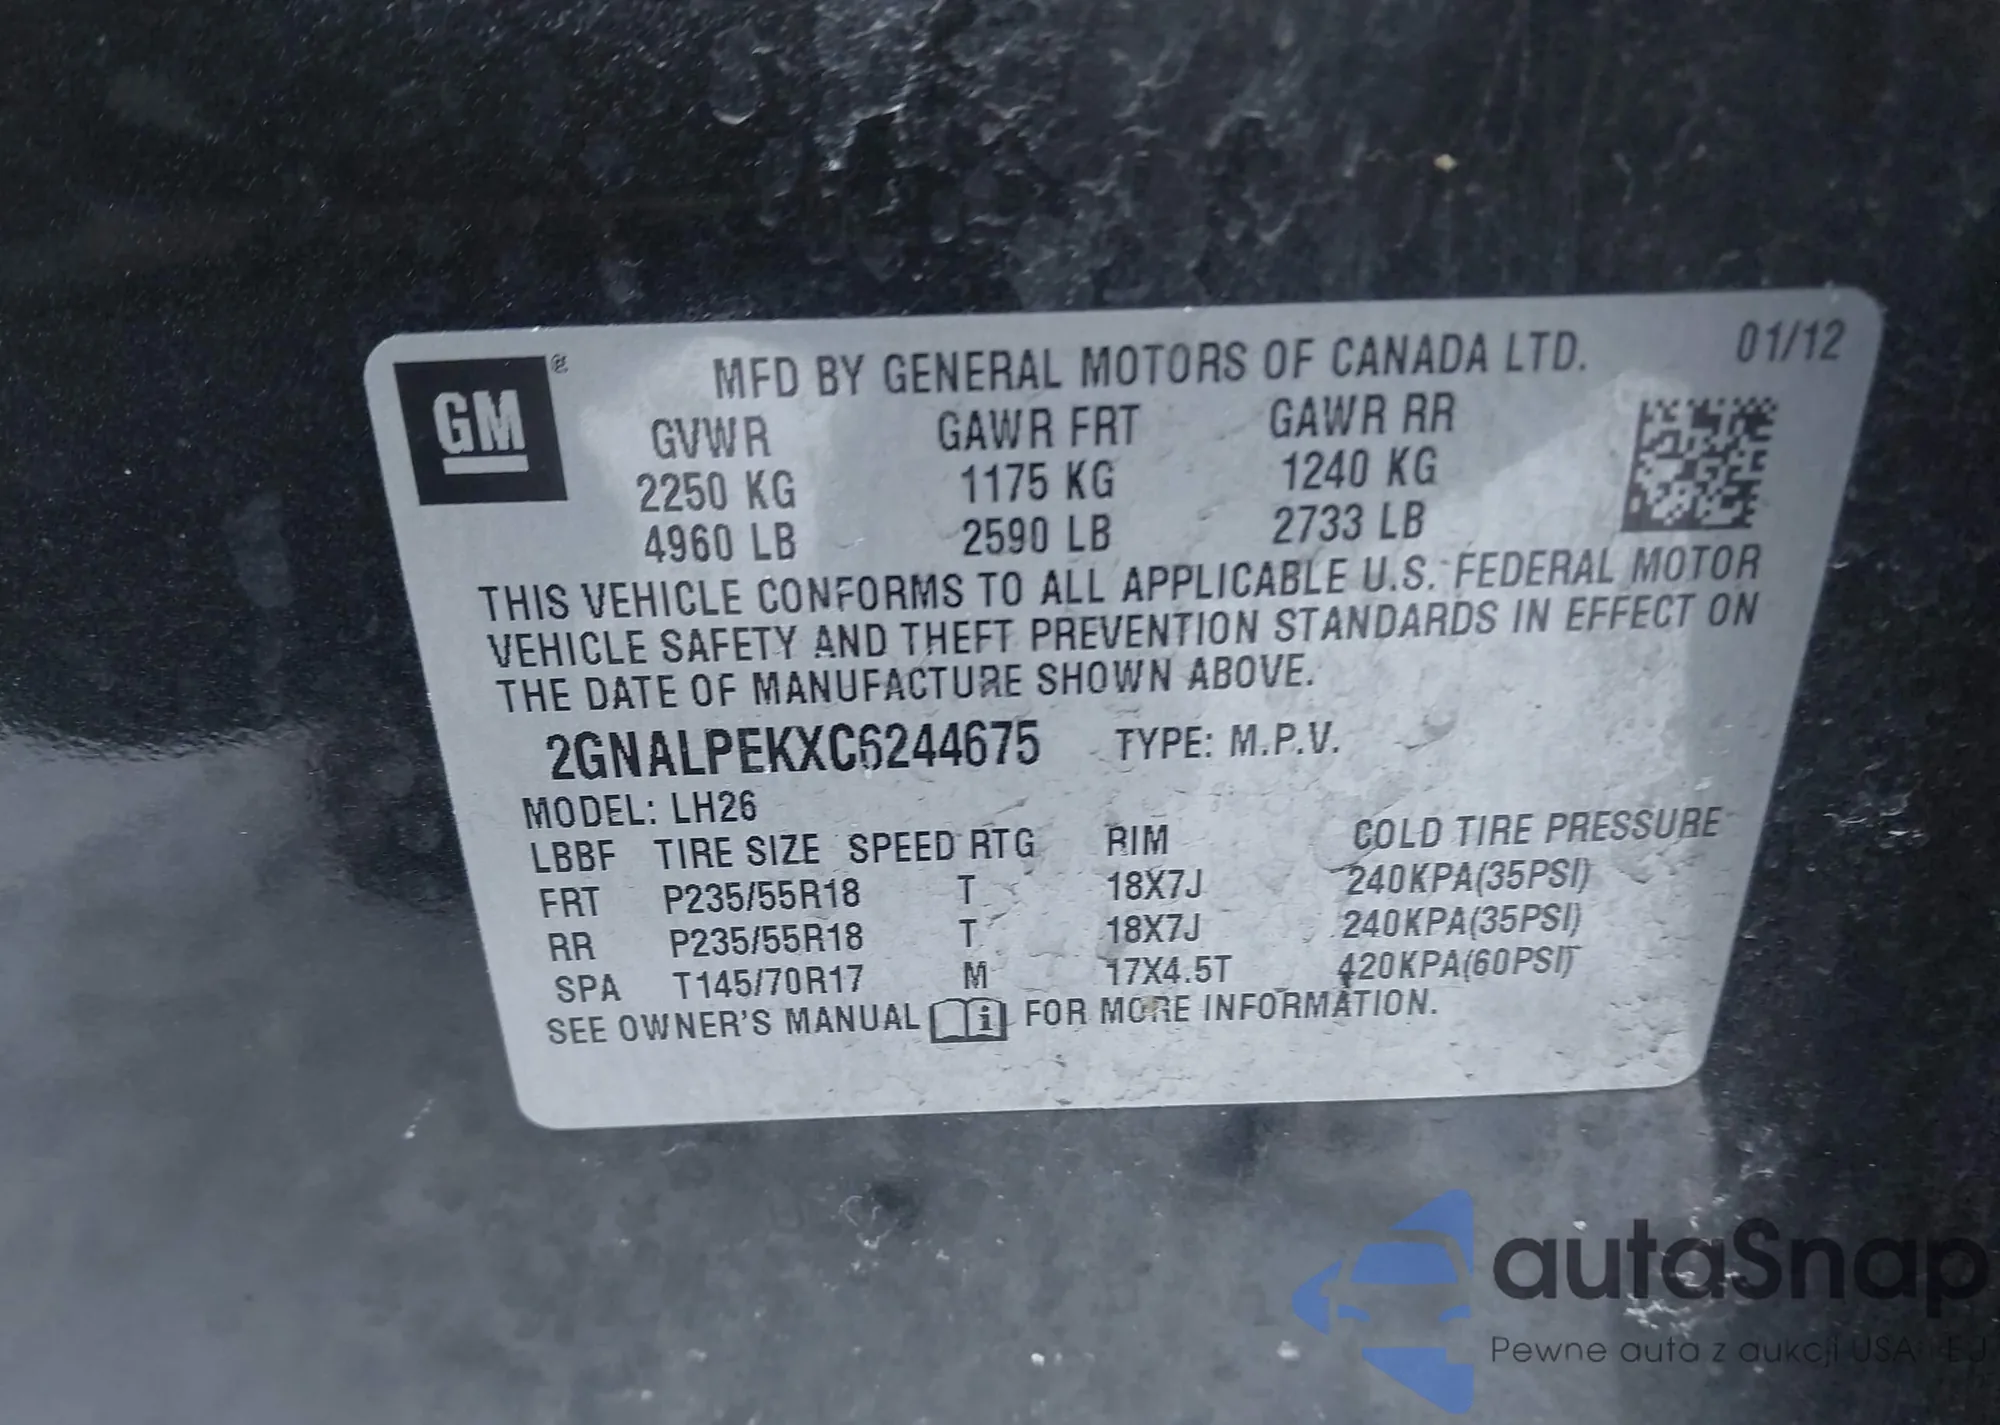 GM ®
MFD BY GENERAL MOTORS OF CANADA LTD. 01/12
GVWR GAWR FRT GAWR RR
2250 KG 1175 KG 1240 KG
4960 LB 2590 LB 2733 LB
THIS VEHICLE CONFORMS TO ALL APPLICABLE U.S. FEDERAL MOTOR
VEHICLE SAFETY AND THEFT PREVENTION STANDARDS IN EFFECT ON
THE DATE OF MANUFACTURE SHOWN ABOVE.
2GNALPEKXC6244675 TYPE: M.P.V.
MODEL: LH26
LBBF TIRE SIZE SPEED RTG RIM COLD TIRE PRESSURE
FRT P235/55R18 T 18X7J 240KPA(35PSI)
RR P235/55R18 T 18X7J 240KPA(35PSI)
SPA T145/70R17 M 17X4.5T 420KPA(60PSI)
SEE OWNER'S MANUAL i FOR MORE INFORMATION.
autaSnap
Pewne auta z aukcji USA i EU